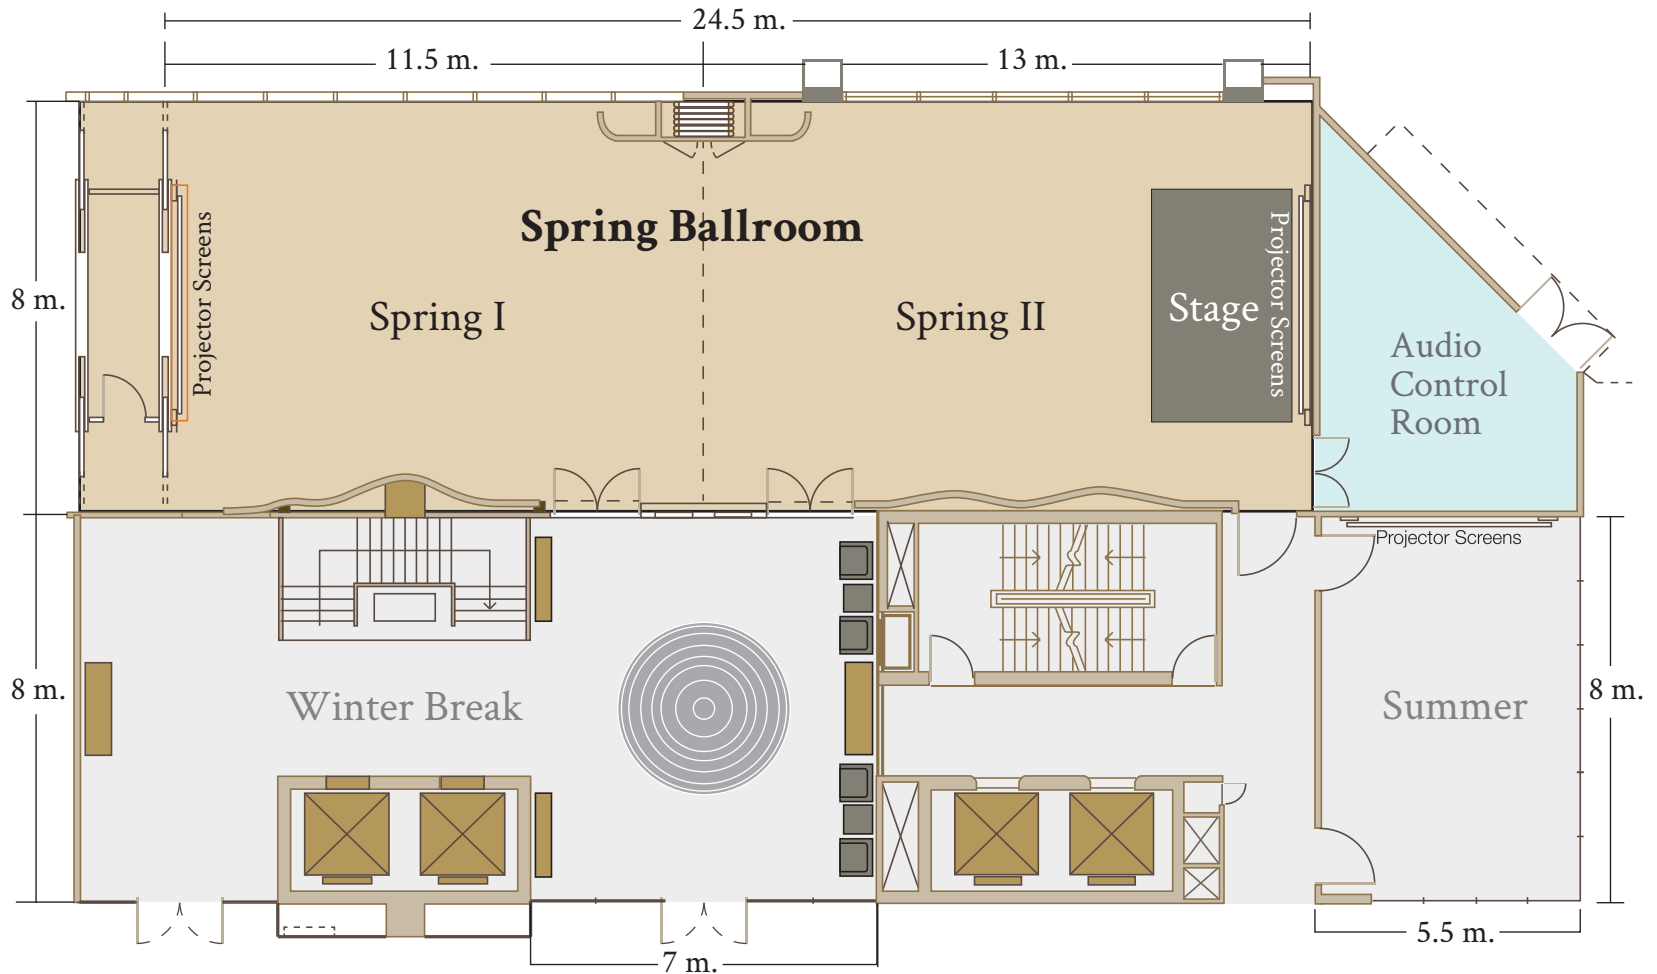 24.5 m.
11.5 m.
13 m.
Spring Ballroom
Projector Screens
Projector Screens
8 m.
Spring I
Spring II
Stage
Audio
Control
Room
Projector Screens
8 m.
Winter Break
Summer
8 m.
5.5 m.
7 m.